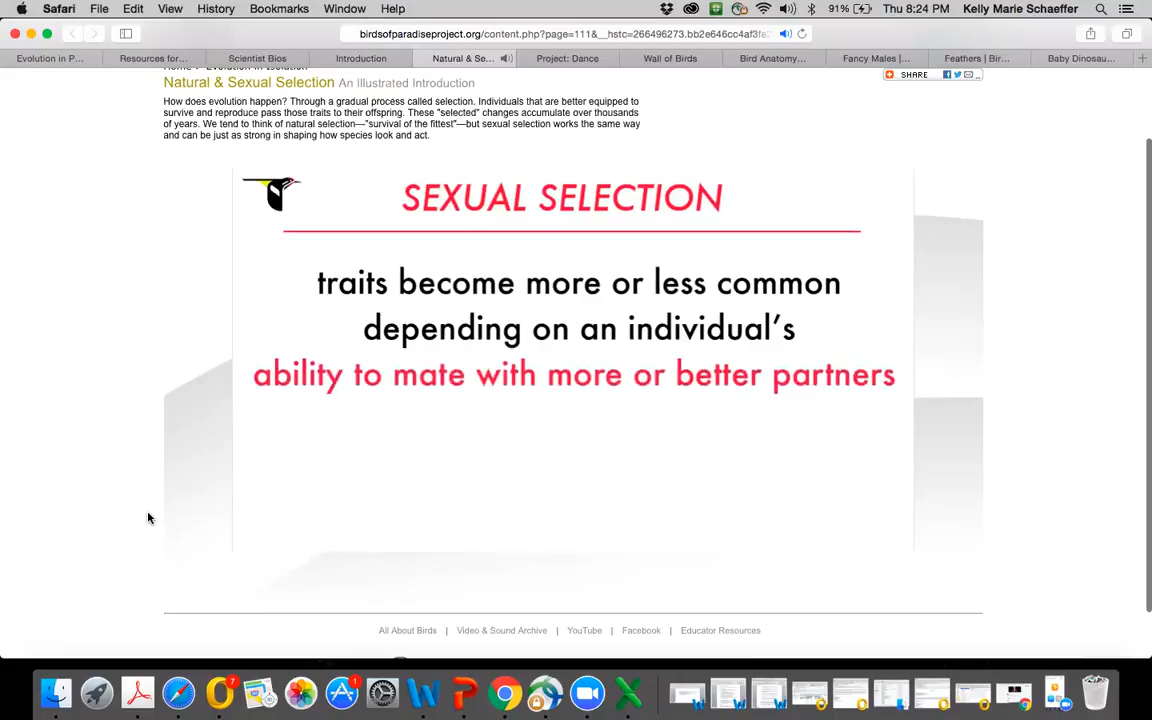 Safari File Edit View History Bookmarks Window Help 91% Thu 8:24 PM Kelly Marie Schaeffer
birdsofparadiseproject.org/content.php?page=111&__hstc=266496273.bb2e646cc4af3fe
Evolution in P... Resources for... Scientist Bios Introduction Natural & Se... Project: Dance Wall of Birds Bird Anatomy... Fancy Males |... Feathers | Bir... Baby Dinosau...
Home > Evolution in Isolation
Natural & Sexual Selection An Illustrated Introduction
SHARE
How does evolution happen? Through a gradual process called selection. Individuals that are better equipped to
survive and reproduce pass those traits to their offspring. These "selected" changes accumulate over thousands
of years. We tend to think of natural selection—"survival of the fittest"—but sexual selection works the same way
and can be just as strong in shaping how species look and act.
SEXUAL SELECTION
traits become more or less common
depending on an individual's
ability to mate with more or better partners
All About Birds | Video & Sound Archive | YouTube | Facebook | Educator Resources
7
1